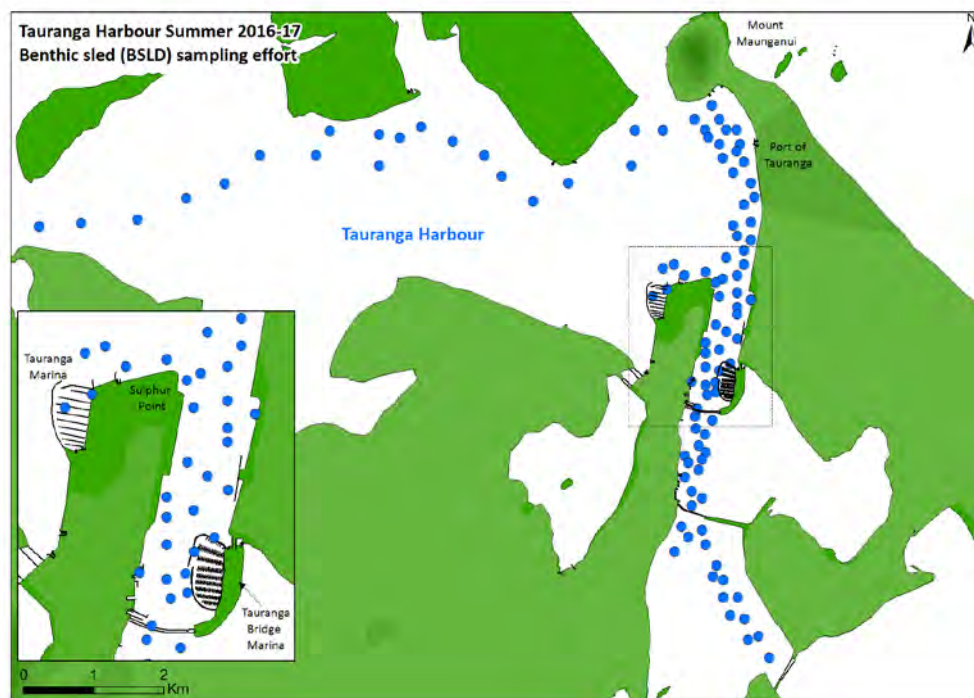 Tauranga Harbour Summer 2016-17
Benthic sled (BSLD) sampling effort
Mount
Maunganui
N
Port of
Tauranga
Tauranga Harbour
Tauranga
Marina
Sulphur
Point
Tauranga
Bridge
Marina
0 1 2
Km